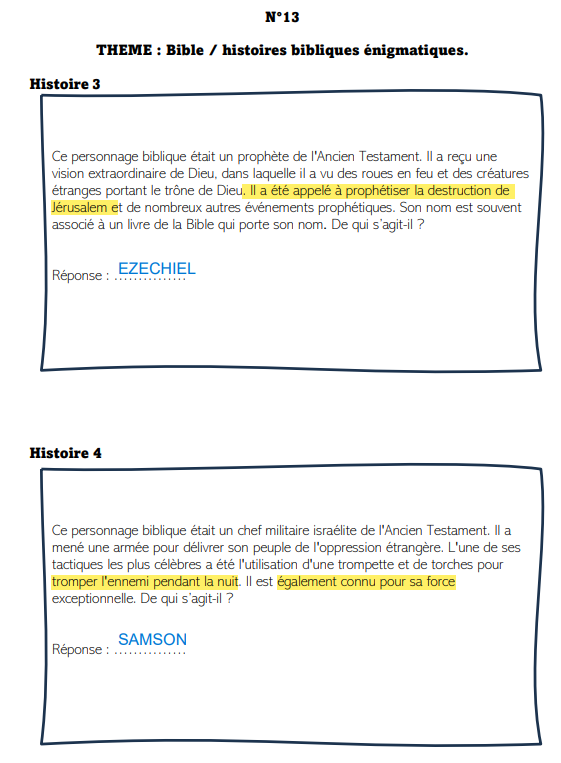 N°13
THEME : Bible / histoires bibliques énigmatiques.
Histoire 3
Ce personnage biblique était un prophète de l'Ancien Testament. Il a reçu une
vision extraordinaire de Dieu, dans laquelle il a vu des roues en feu et des créatures
étranges portant le trône de Dieu. Il a été appelé à prophétiser la destruction de
Jérusalem et de nombreux autres événements prophétiques. Son nom est souvent
associé à un livre de la Bible qui porte son nom. De qui s'agit-il ?
Réponse : ............... EZECHIEL
Histoire 4
Ce personnage biblique était un chef militaire israélite de l'Ancien Testament. Il a
mené une armée pour délivrer son peuple de l'oppression étrangère. L'une de ses
tactiques les plus célèbres a été l'utilisation d'une trompette et de torches pour
tromper l'ennemi pendant la nuit. Il est également connu pour sa force
exceptionnelle. De qui s'agit-il ?
Réponse : ............... SAMSON